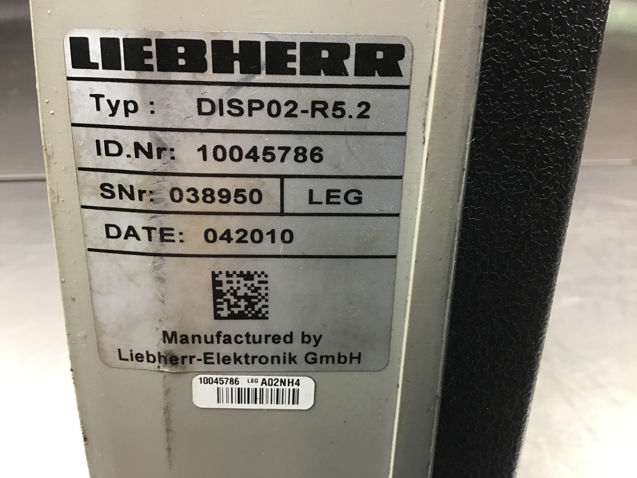 LIEBHERR
Typ : DISP02-R5.2
ID.Nr: 10045786
SNr: 038950 LEG
DATE: 042010
Manufactured by
Liebherr-Elektronik GmbH
10045786 LEG A02NH4